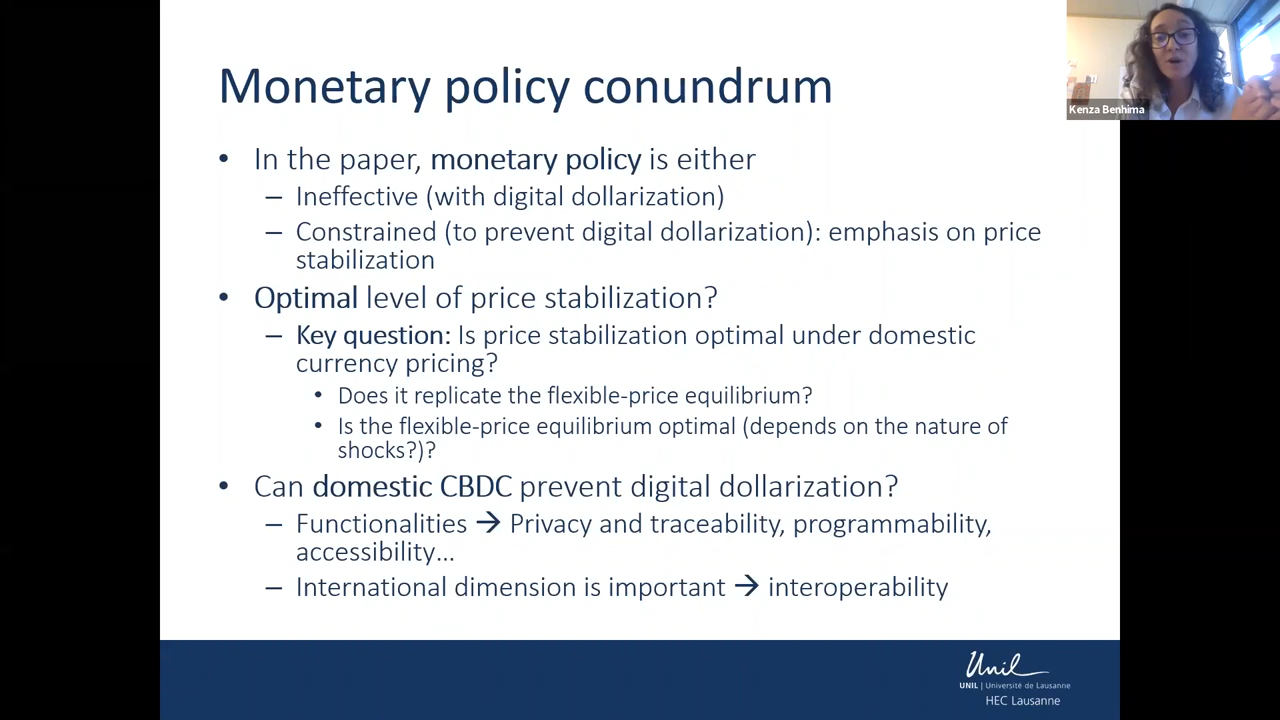 Monetary policy conundrum
Kenza Benhima
• In the paper, monetary policy is either
– Ineffective (with digital dollarization)
– Constrained (to prevent digital dollarization): emphasis on price
stabilization
• Optimal level of price stabilization?
– Key question: Is price stabilization optimal under domestic
currency pricing?
• Does it replicate the flexible-price equilibrium?
• Is the flexible-price equilibrium optimal (depends on the nature of
shocks?)?
• Can domestic CBDC prevent digital dollarization?
– Functionalities → Privacy and traceability, programmability,
accessibility...
– International dimension is important → interoperability
Unil
UNIL | Université de Lausanne
HEC Lausanne